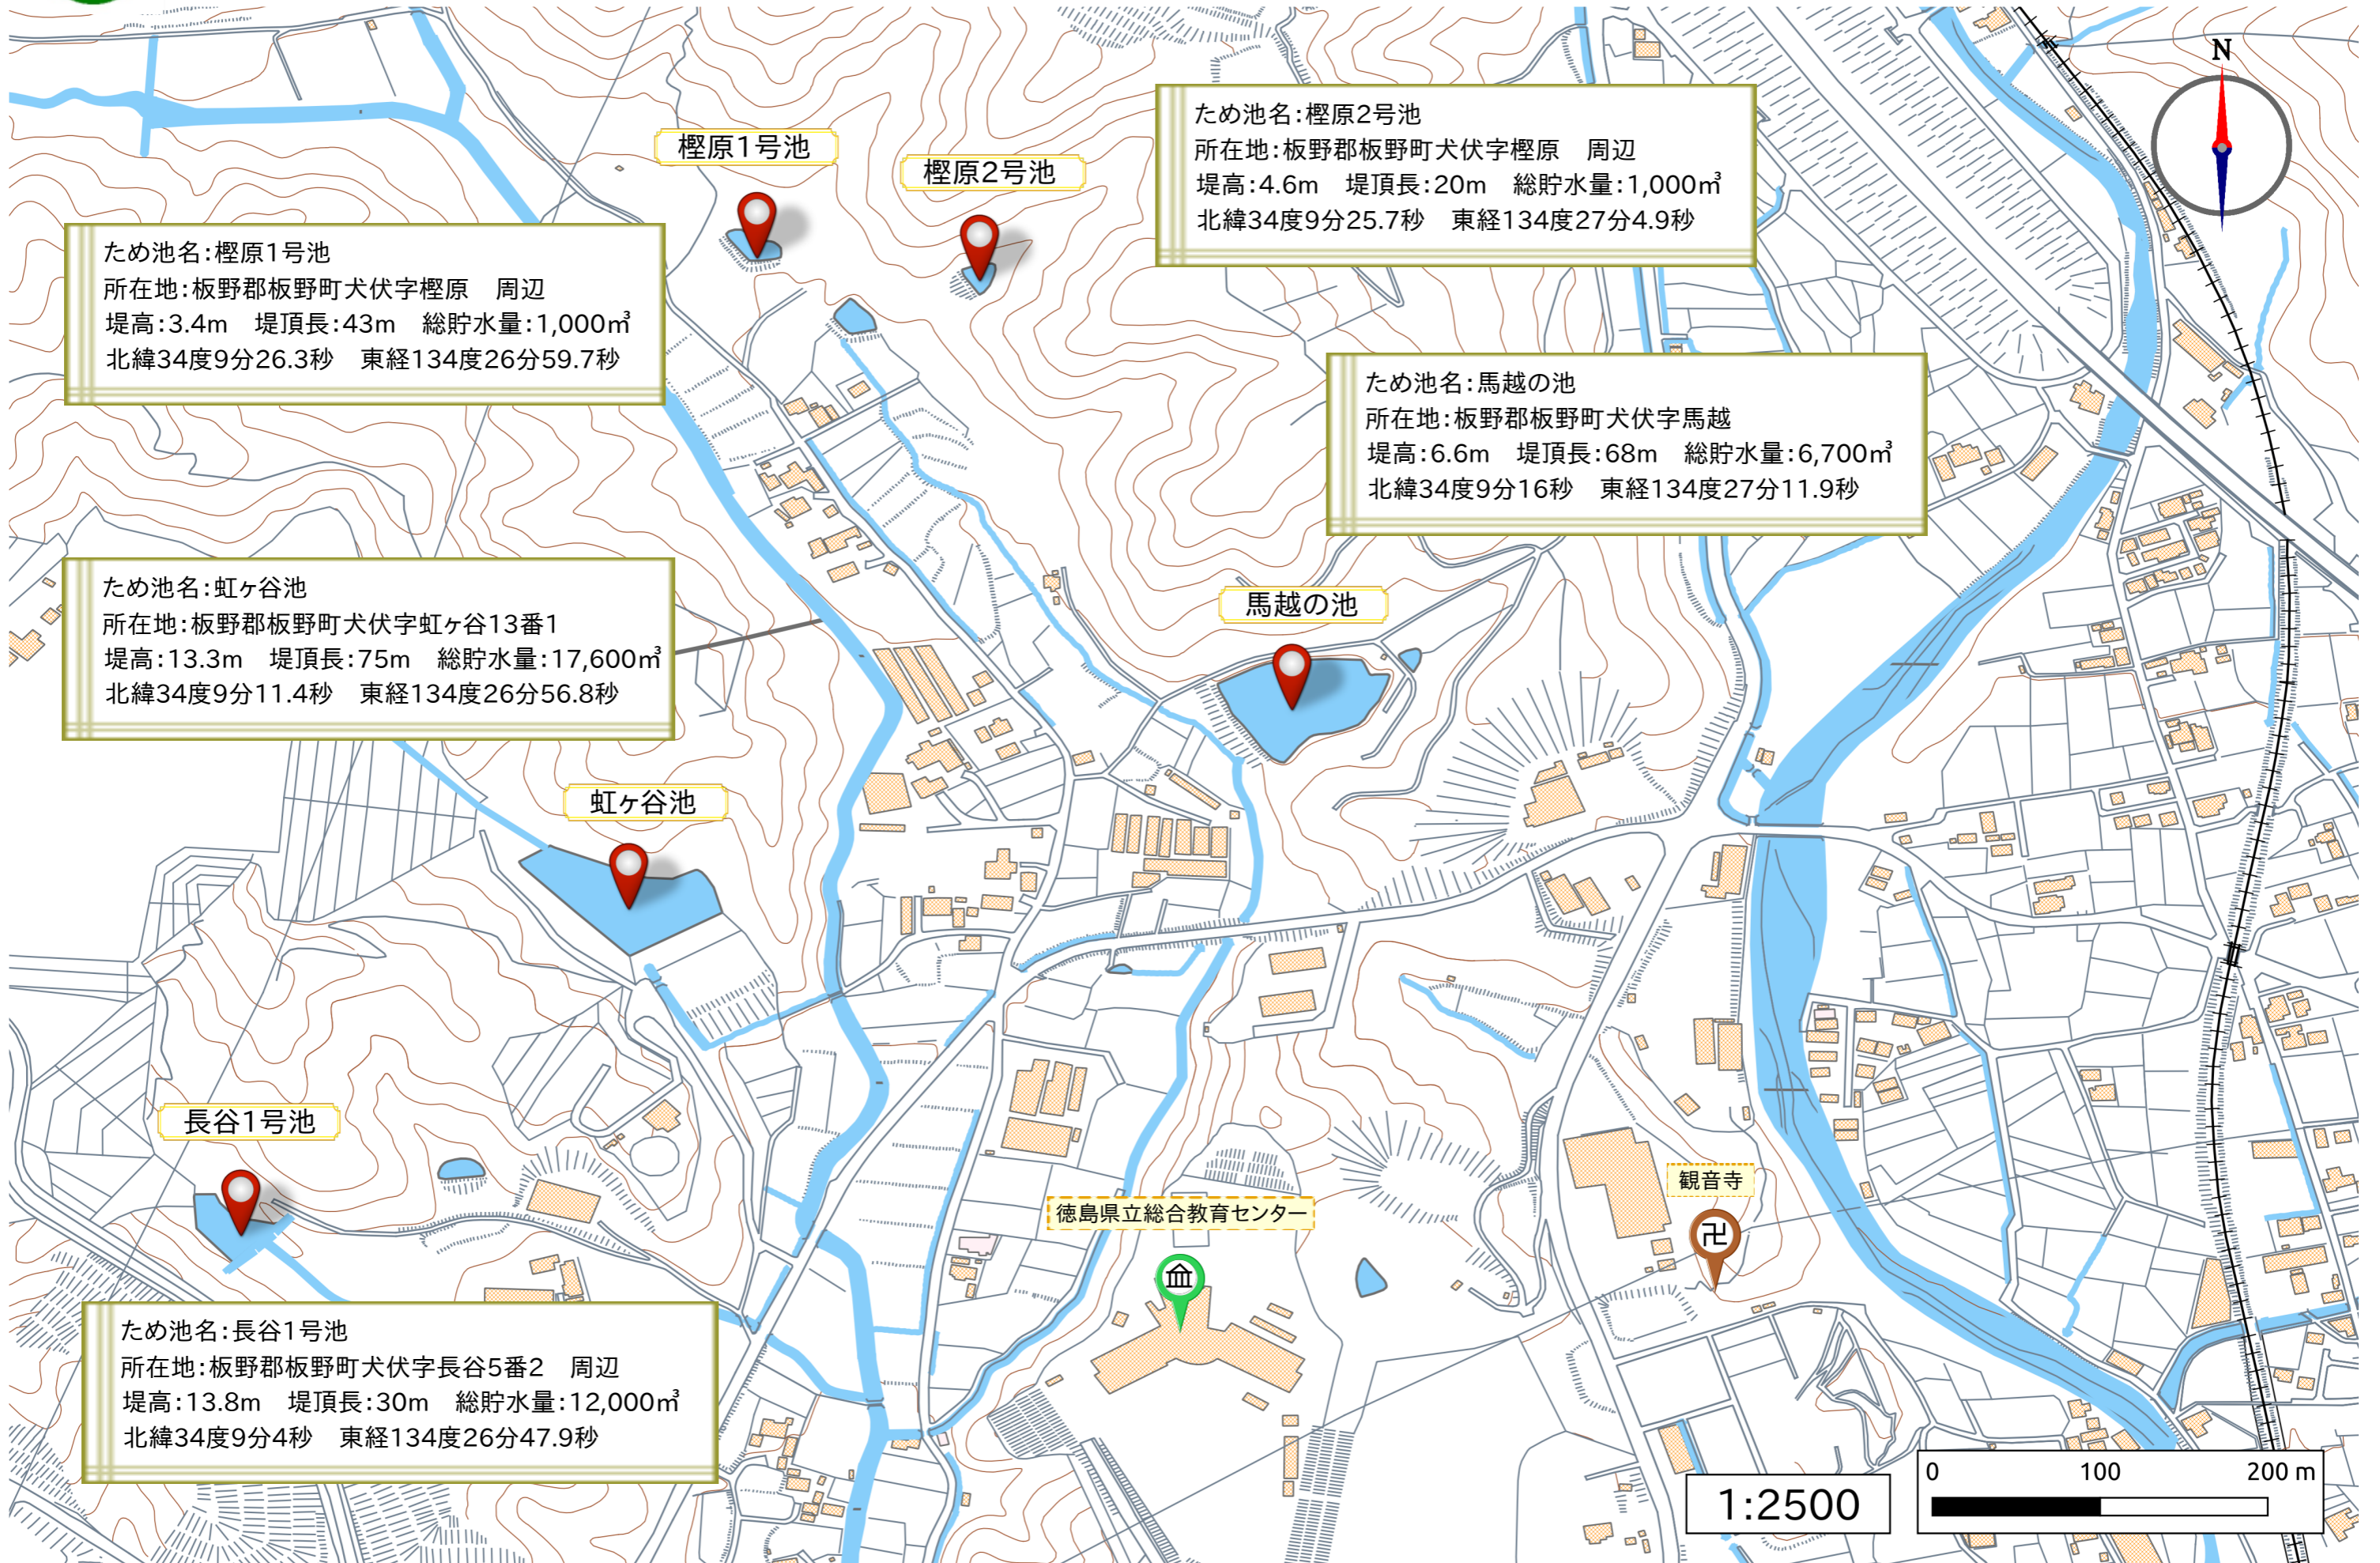 N
樫原1号池
樫原2号池
ため池名:樫原2号池
所在地:板野郡板野町犬伏字樫原　周辺
堤高:4.6m　堤頂長:20m　総貯水量:1,000㎥
北緯34度9分25.7秒　東経134度27分4.9秒
ため池名:樫原1号池
所在地:板野郡板野町犬伏字樫原　周辺
堤高:3.4m　堤頂長:43m　総貯水量:1,000㎥
北緯34度9分26.3秒　東経134度26分59.7秒
ため池名:馬越の池
所在地:板野郡板野町犬伏字馬越
堤高:6.6m　堤頂長:68m　総貯水量:6,700㎥
北緯34度9分16秒　東経134度27分11.9秒
ため池名:虹ヶ谷池
所在地:板野郡板野町犬伏字虹ヶ谷13番1
堤高:13.3m　堤頂長:75m　総貯水量:17,600㎥
北緯34度9分11.4秒　東経134度26分56.8秒
馬越の池
虹ヶ谷池
長谷1号池
観音寺
卍
徳島県立総合教育センター
ため池名:長谷1号池
所在地:板野郡板野町犬伏字長谷5番2　周辺
堤高:13.8m　堤頂長:30m　総貯水量:12,000㎥
北緯34度9分4秒　東経134度26分47.9秒
1:2500
0 100 200 m